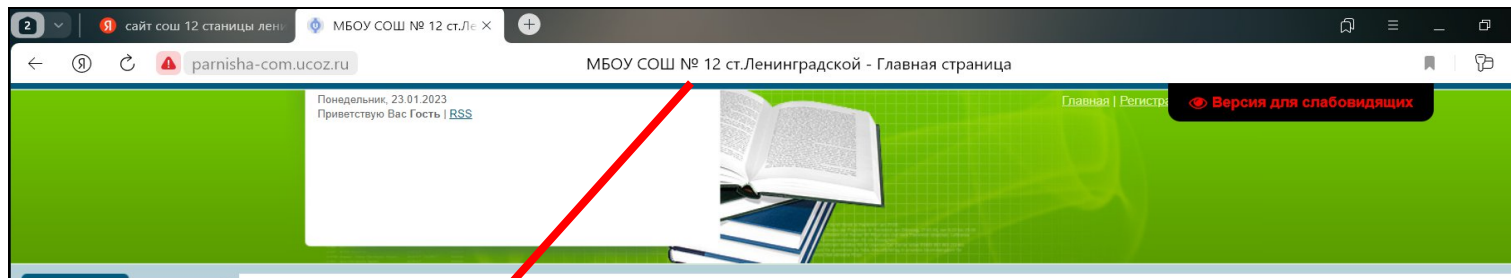 2
сайт сош 12 станицы лени
МБОУ СОШ № 12 ст.Ле
parnisha-com.ucoz.ru
МБОУ СОШ № 12 ст.Ленинградской - Главная страница
Понедельник, 23.01.2023
Приветствую Вас Гость | RSS
Главная | Регистра
Версия для слабовидящих